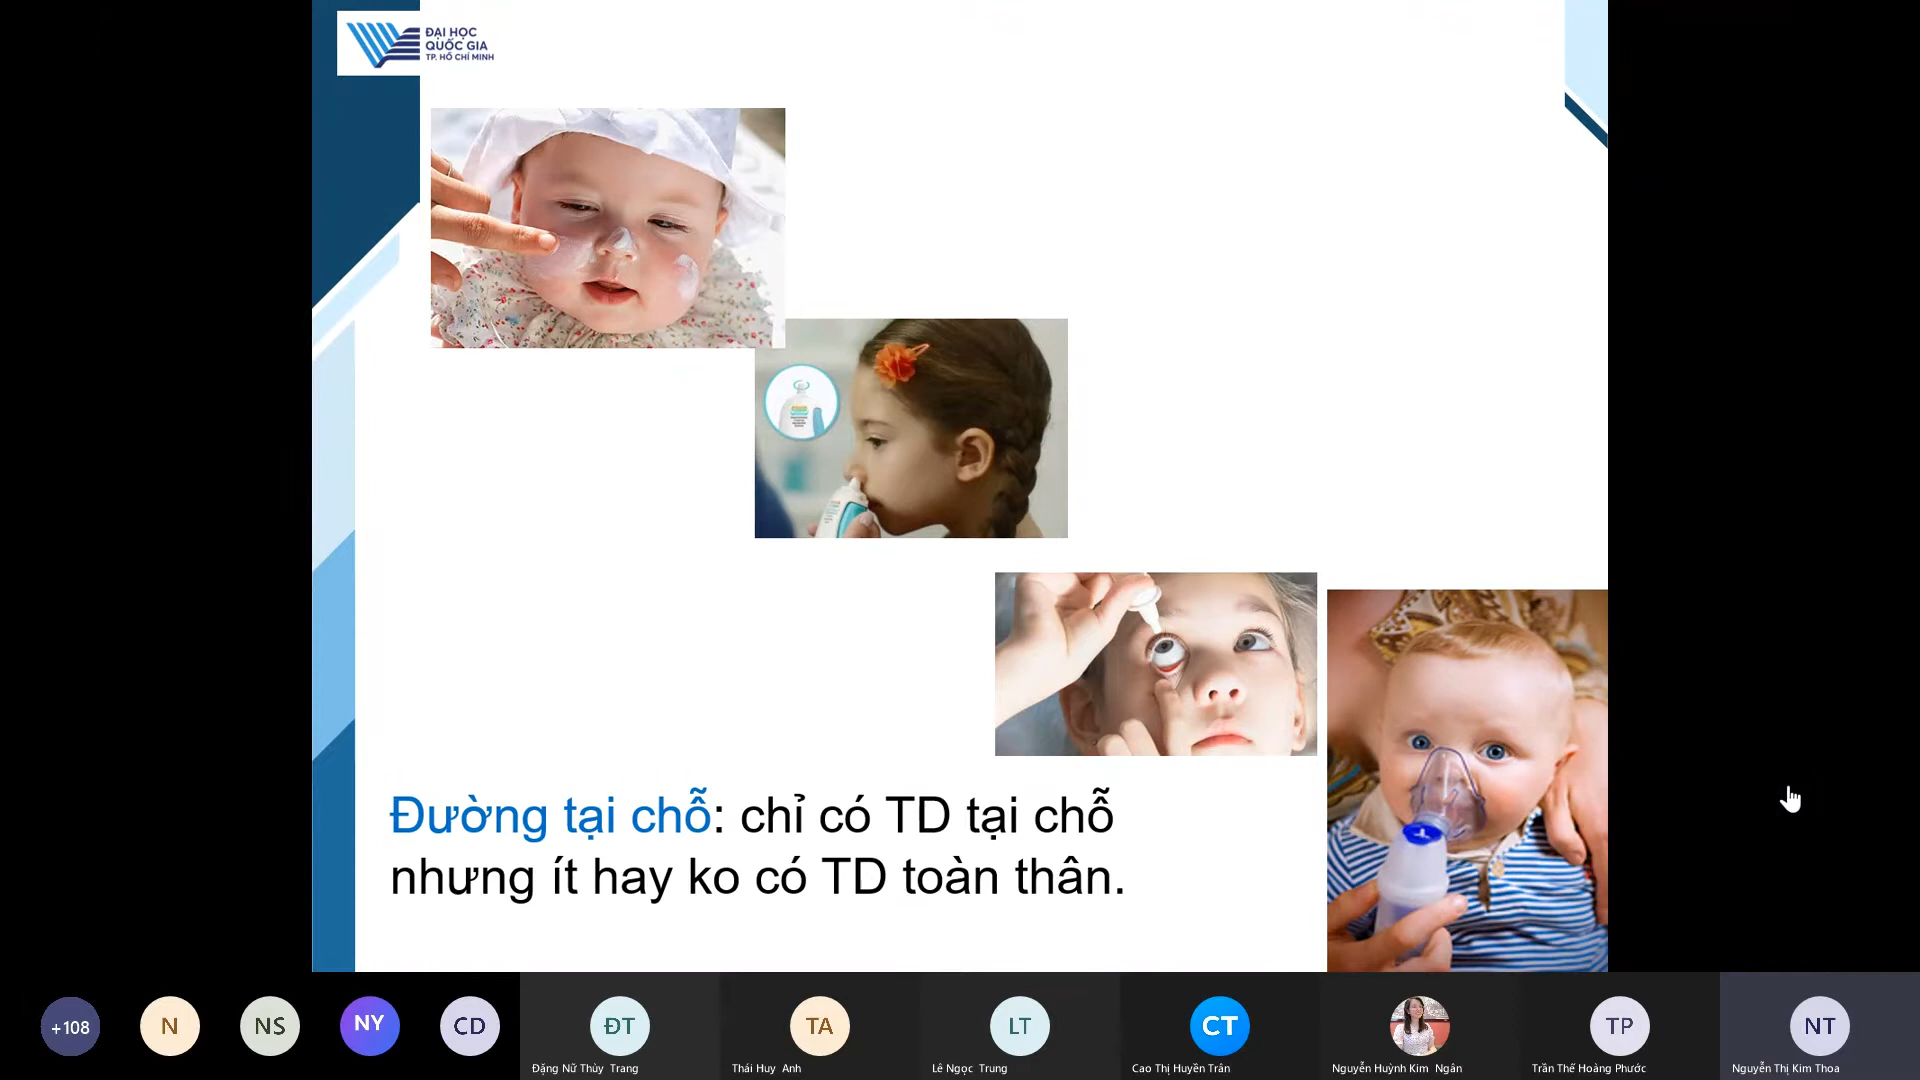 ĐẠI HỌC
QUỐC GIA
TP. HỒ CHÍ MINH
Đường tại chỗ: chỉ có TD tại chỗ
nhưng ít hay ko có TD toàn thân.
+108
N
NS
NY
CD
ĐT
TA
LT
CT
TP
NT
Đặng Nữ Thùy Trang
Thái Huy Anh
Lê Ngọc Trung
Cao Thị Huyền Trân
Nguyễn Huỳnh Kim Ngân
Trần Thế Hoàng Phước
Nguyễn Thị Kim Thoa